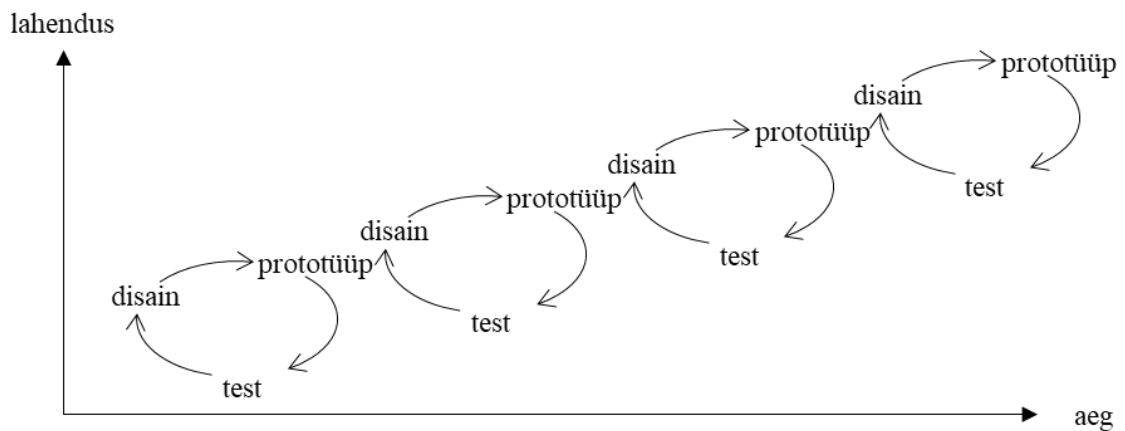 lahendus
prototüüp
disain
prototüüp
disain
test
prototüüp
disain
test
prototüüp
disain
test
test
aeg